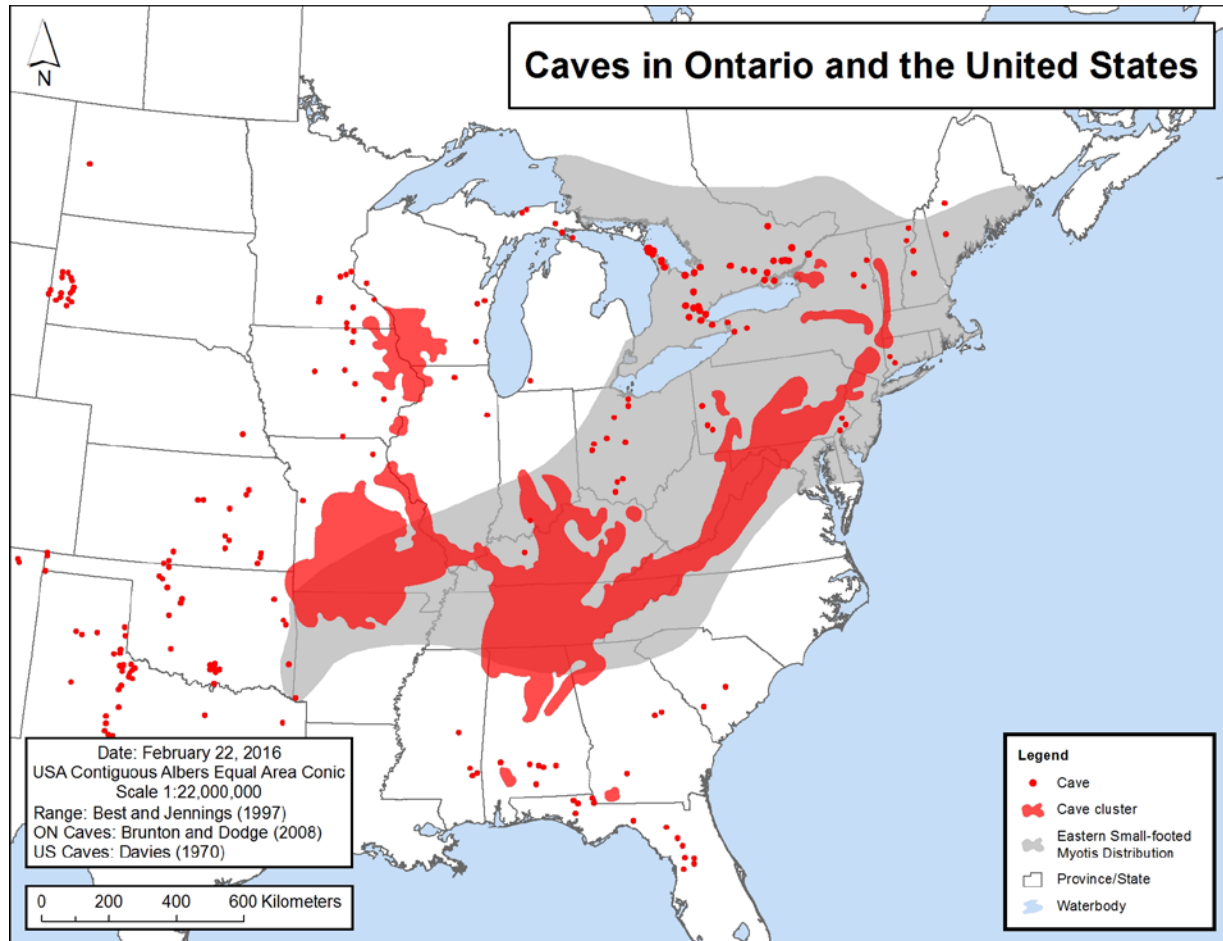 Caves in Ontario and the United States
N
Date: February 22, 2016
USA Contiguous Albers Equal Area Conic
Scale 1:22,000,000
Range: Best and Jennings (1997)
ON Caves: Brunton and Dodge (2008)
US Caves: Davies (1970)
0 200 400 600 Kilometers
Legend
Cave
Cave cluster
Eastern Small-footed
Myotis Distribution
Province/State
Waterbody